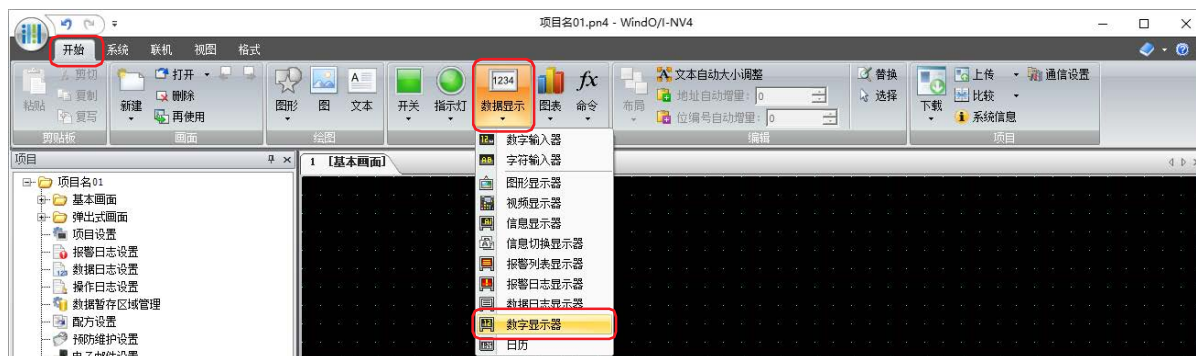 项目名01.pn4 - WindO/I-NV4
开始 系统 联机 视图 格式
剪切
复制
复写
粘贴
剪贴板
新建
打开
删除
再使用
画面
图形 图 文本
绘图
开关 指示灯 1234 数据显示 图表 fx 命令
布局
文本自动大小调整
地址自动增量: 0
位编号自动增量: 0
替换
选择
编辑
下载
上传
比较
系统信息
通信设置
项目
项目
1 [基本画面]
项目名01
基本画面
弹出式画面
项目设置
报警日志设置
数据日志设置
操作日志设置
数据暂存区域管理
配方设置
预防维护设置
电子邮件设置
数字输入器
字符输入器
图形显示器
视频显示器
信息显示器
信息切换显示器
报警列表显示器
报警日志显示器
数据日志显示器
数字显示器
日历